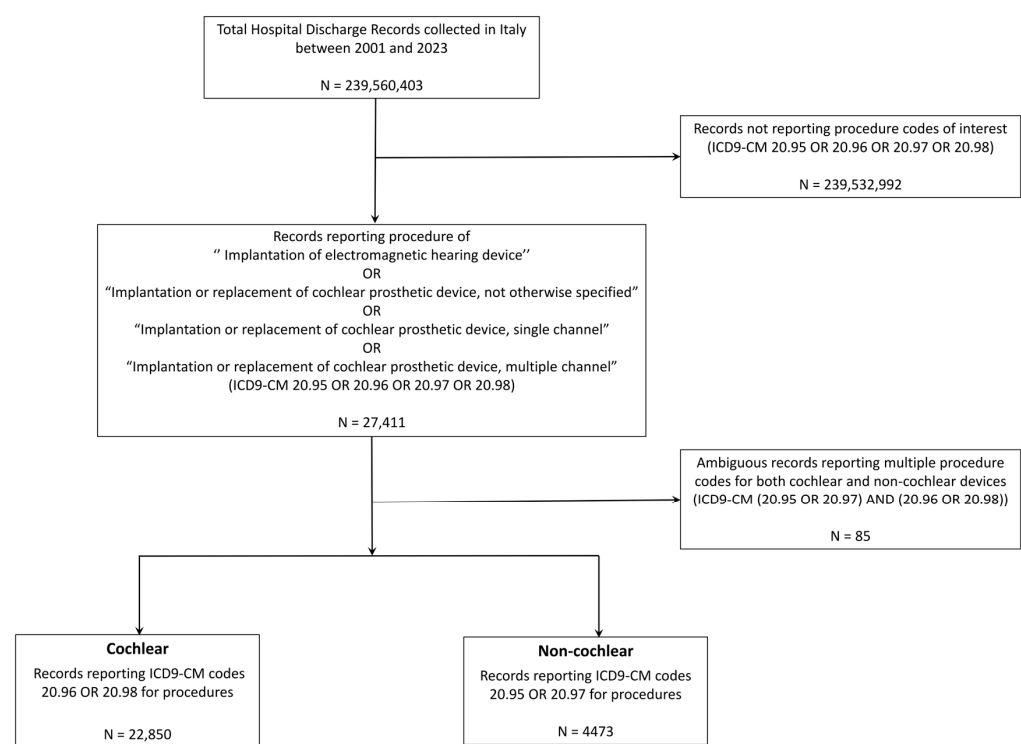 Total Hospital Discharge Records collected in Italy
between 2001 and 2023
N = 239,560,403
Records not reporting procedure codes of interest
(ICD9-CM 20.95 OR 20.96 OR 20.97 OR 20.98)
N = 239,532,992
Records reporting procedure of
‘’ Implantation of electromagnetic hearing device’’
OR
“Implantation or replacement of cochlear prosthetic device, not otherwise specified”
OR
“Implantation or replacement of cochlear prosthetic device, single channel”
OR
“Implantation or replacement of cochlear prosthetic device, multiple channel”
(ICD9-CM 20.95 OR 20.96 OR 20.97 OR 20.98)
N = 27,411
Ambiguous records reporting multiple procedure
codes for both cochlear and non-cochlear devices
(ICD9-CM (20.95 OR 20.97) AND (20.96 OR 20.98))
N = 85
Cochlear
Records reporting ICD9-CM codes
20.96 OR 20.98 for procedures
N = 22,850
Non-cochlear
Records reporting ICD9-CM codes
20.95 OR 20.97 for procedures
N = 4473